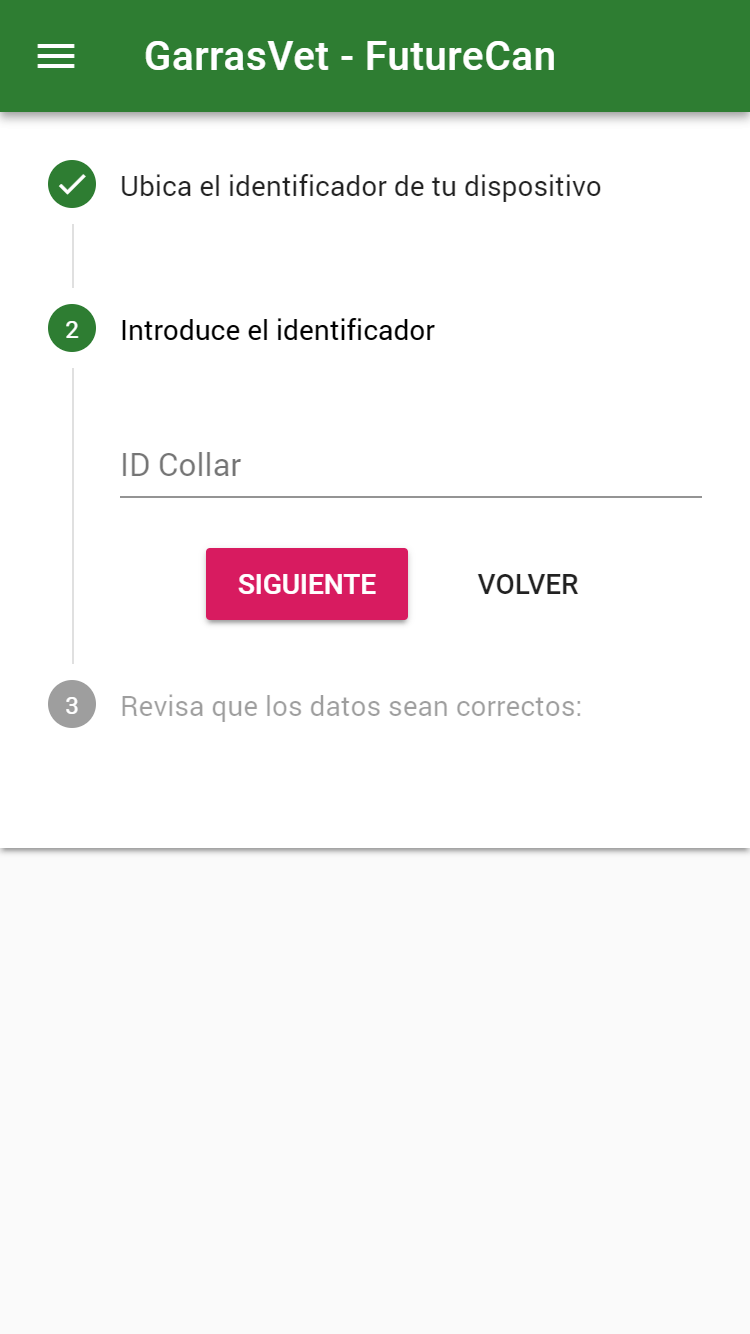 GarrasVet - FutureCan
Ubica el identificador de tu dispositivo
2 Introduce el identificador
ID Collar
SIGUIENTE VOLVER
3 Revisa que los datos sean correctos: